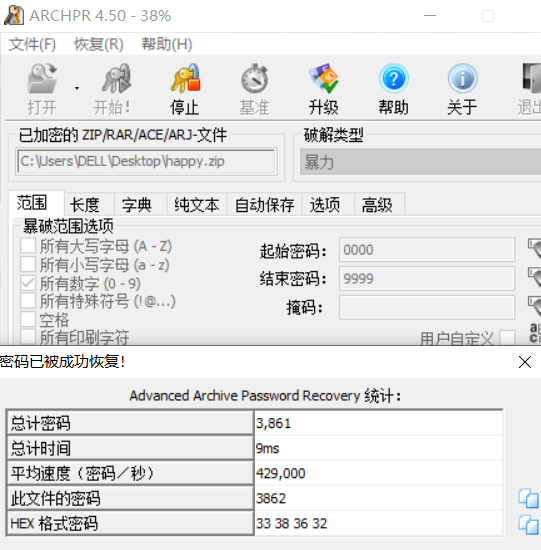 ARCHPR 4.50 - 38%
文件(F) 恢复(R) 帮助(H)
打开 开始! 停止 基准 升级 帮助 关于 退出
已加密的 ZIP/RAR/ACE/ARJ-文件 破解类型
C:\Users\DELL\Desktop\happy.zip 暴力
范围 长度 字典 纯文本 自动保存 选项 高级
暴破范围选项
所有大写字母 (A - Z)
所有小写字母 (a - z)
所有数字 (0 - 9)
所有特殊符号 (!@...)
空格
所有印刷字符
起始密码: 0000
结束密码: 9999
掩码:
用户自定义
密码已被成功恢复!
Advanced Archive Password Recovery 统计:
总计密码 3,861
总计时间 9ms
平均速度(密码/秒) 429,000
此文件的密码 3862
HEX 格式密码 33 38 36 32